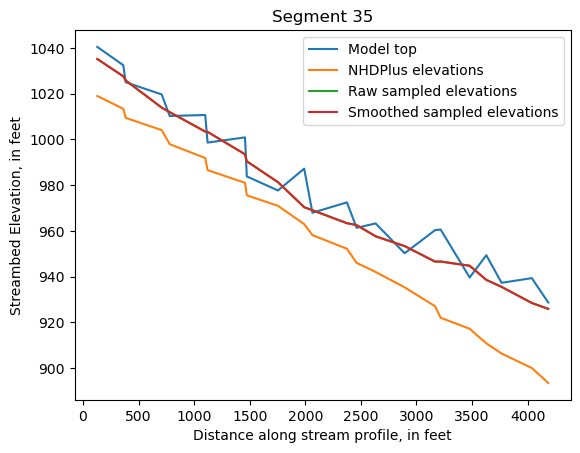 Segment 35
Model top
NHDPlus elevations
Raw sampled elevations
Smoothed sampled elevations
Streambed Elevation, in feet
1040
1020
1000
980
960
940
920
900
0 500 1000 1500 2000 2500 3000 3500 4000
Distance along stream profile, in feet